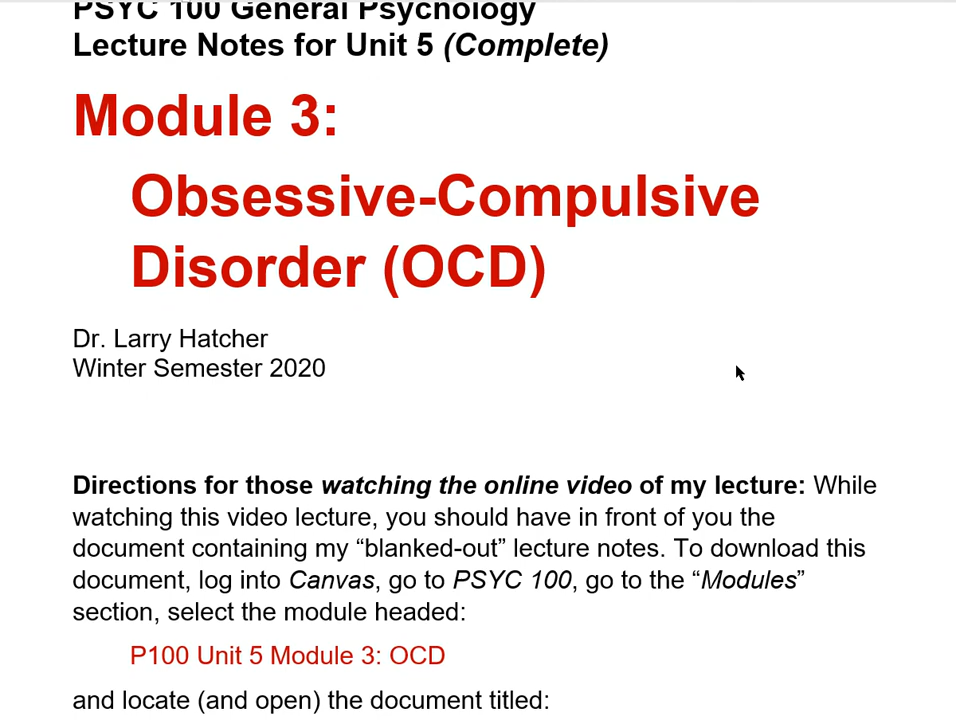 PSYC 100 General Psychology
Lecture Notes for Unit 5 (Complete)
Module 3:
Obsessive-Compulsive
Disorder (OCD)
Dr. Larry Hatcher
Winter Semester 2020
Directions for those watching the online video of my lecture: While
watching this video lecture, you should have in front of you the
document containing my “blanked-out” lecture notes. To download this
document, log into Canvas, go to PSYC 100, go to the “Modules”
section, select the module headed:
P100 Unit 5 Module 3: OCD
and locate (and open) the document titled: